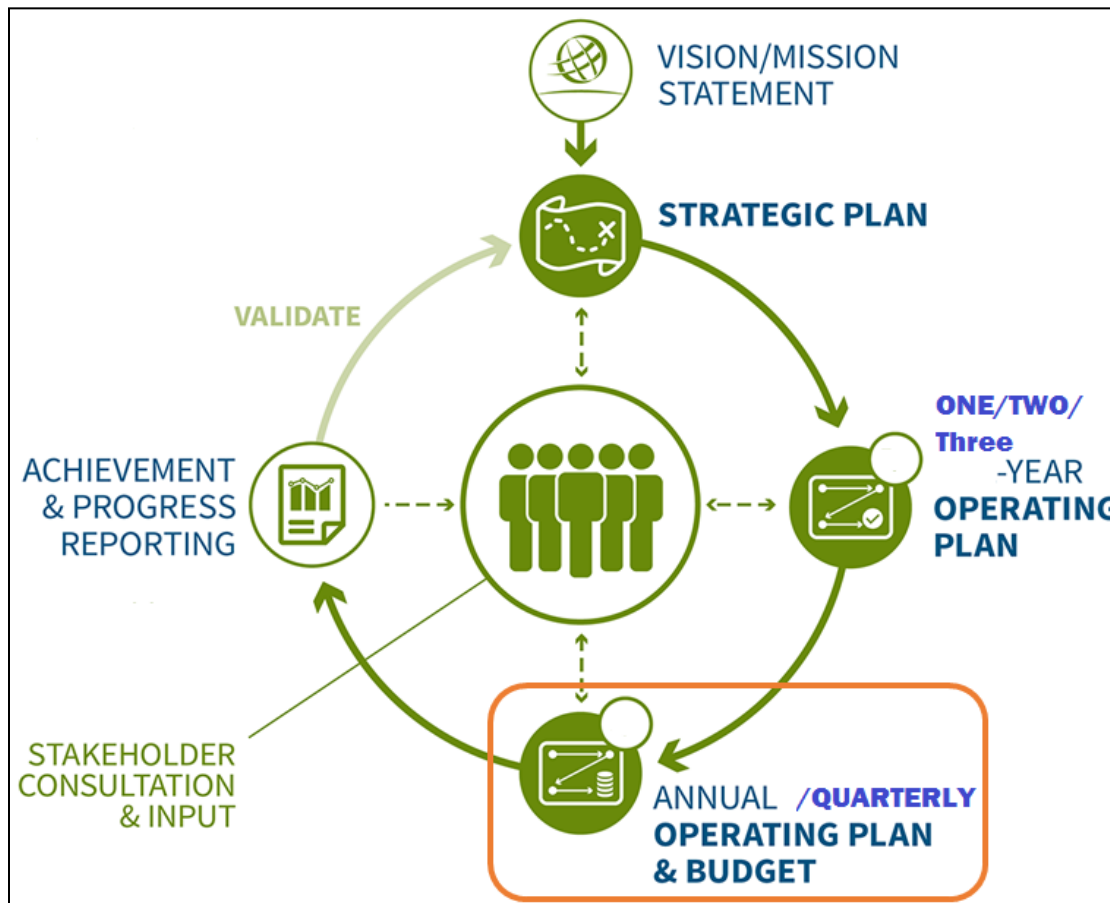 VISION/MISSION
STATEMENT
STRATEGIC PLAN
VALIDATE
ONE/TWO/
Three
-YEAR
OPERATING
PLAN
ACHIEVEMENT
& PROGRESS
REPORTING
STAKEHOLDER
CONSULTATION
& INPUT
ANNUAL /QUARTERLY
OPERATING PLAN
& BUDGET